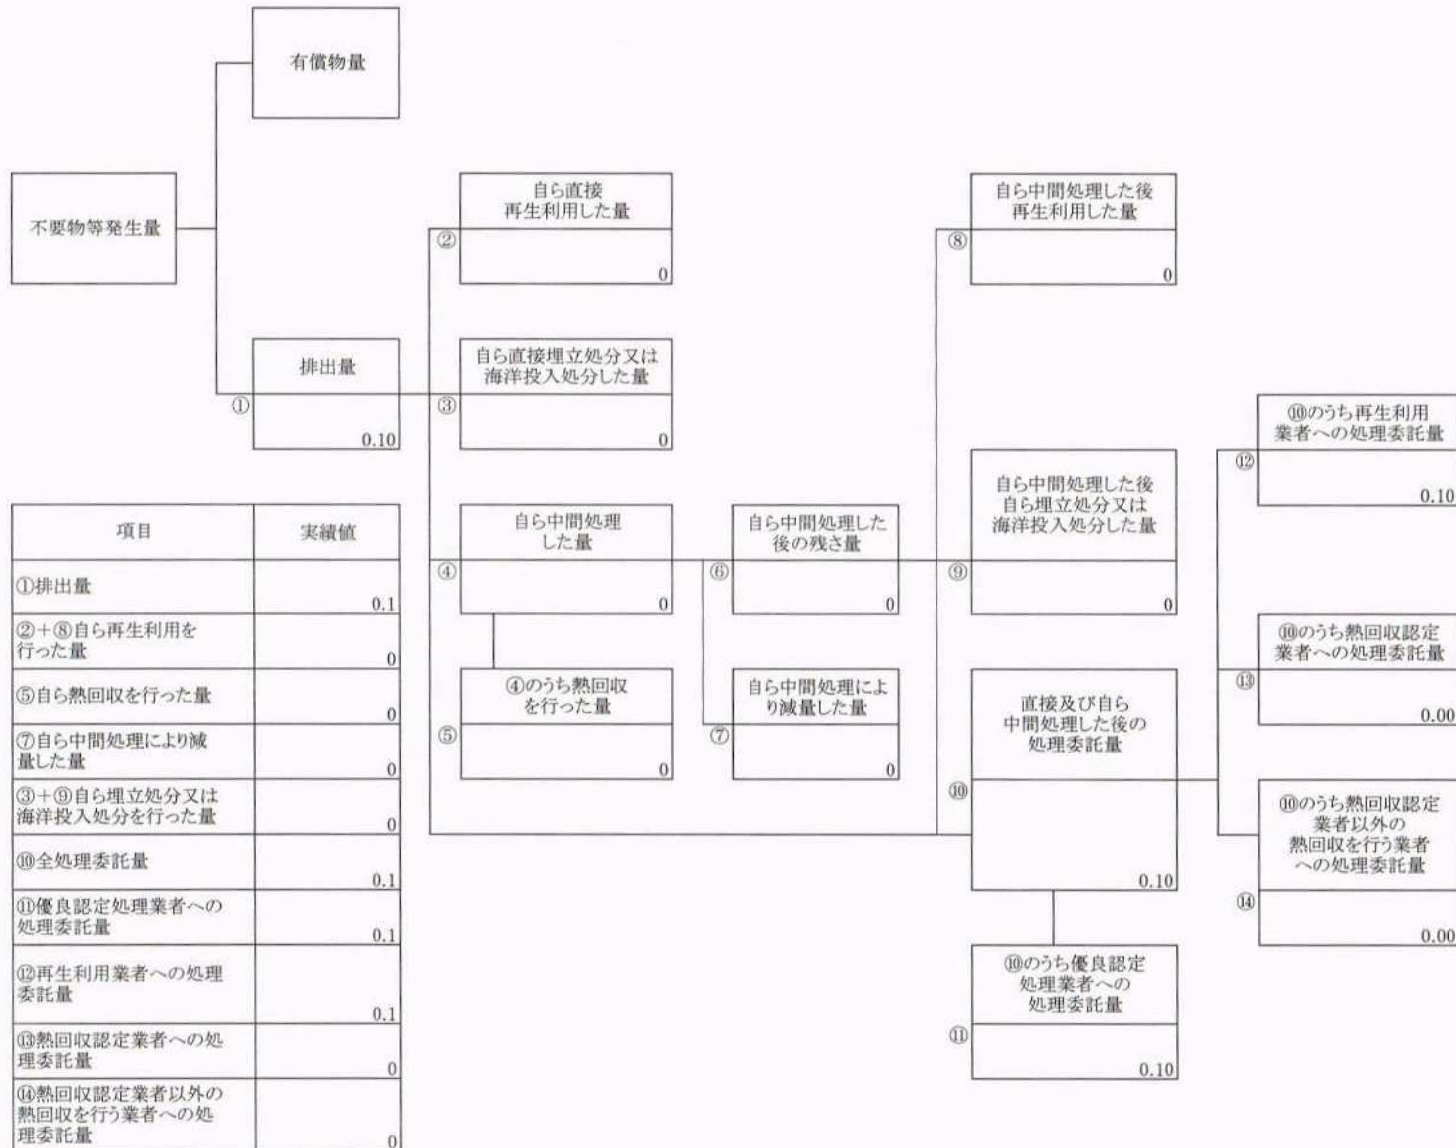 有償物量
不要物等発生量
自ら直接
再生利用した量
②
0
自ら中間処理した後
再生利用した量
⑧
0
排出量
①
0.10
自ら直接埋立処分又は
海洋投入処分した量
③
0
⑩のうち再生利用
業者への処理委託量
⑫
0.10
自ら中間処理
した量
④
0
自ら中間処理した
後の残さ量
⑥
0
自ら中間処理した後
自ら埋立処分又は
海洋投入処分した量
⑨
0
⑩のうち熱回収認定
業者への処理委託量
⑬
0.00
④のうち熱回収
を行った量
⑤
0
自ら中間処理によ
り減量した量
⑦
0
直接及び自ら
中間処理した後の
処理委託量
⑩
0.10
⑩のうち熱回収認定
業者以外の
熱回収を行う業者
への処理委託量
⑭
0.00
⑩のうち優良認定
処理業者への
処理委託量
⑪
0.10
項目 実績値
①排出量
0.1
②+⑧自ら再生利用を
行った量
0
⑤自ら熱回収を行った量
0
⑦自ら中間処理により減
量した量
0
③+⑨自ら埋立処分又は
海洋投入処分を行った量
0
⑩全処理委託量
0.1
⑪優良認定処理業者への
処理委託量
0.1
⑫再生利用業者への処理
委託量
0.1
⑬熱回収認定業者への処
理委託量
0
⑭熱回収認定業者以外の
熱回収を行う業者への処
理委託量
0